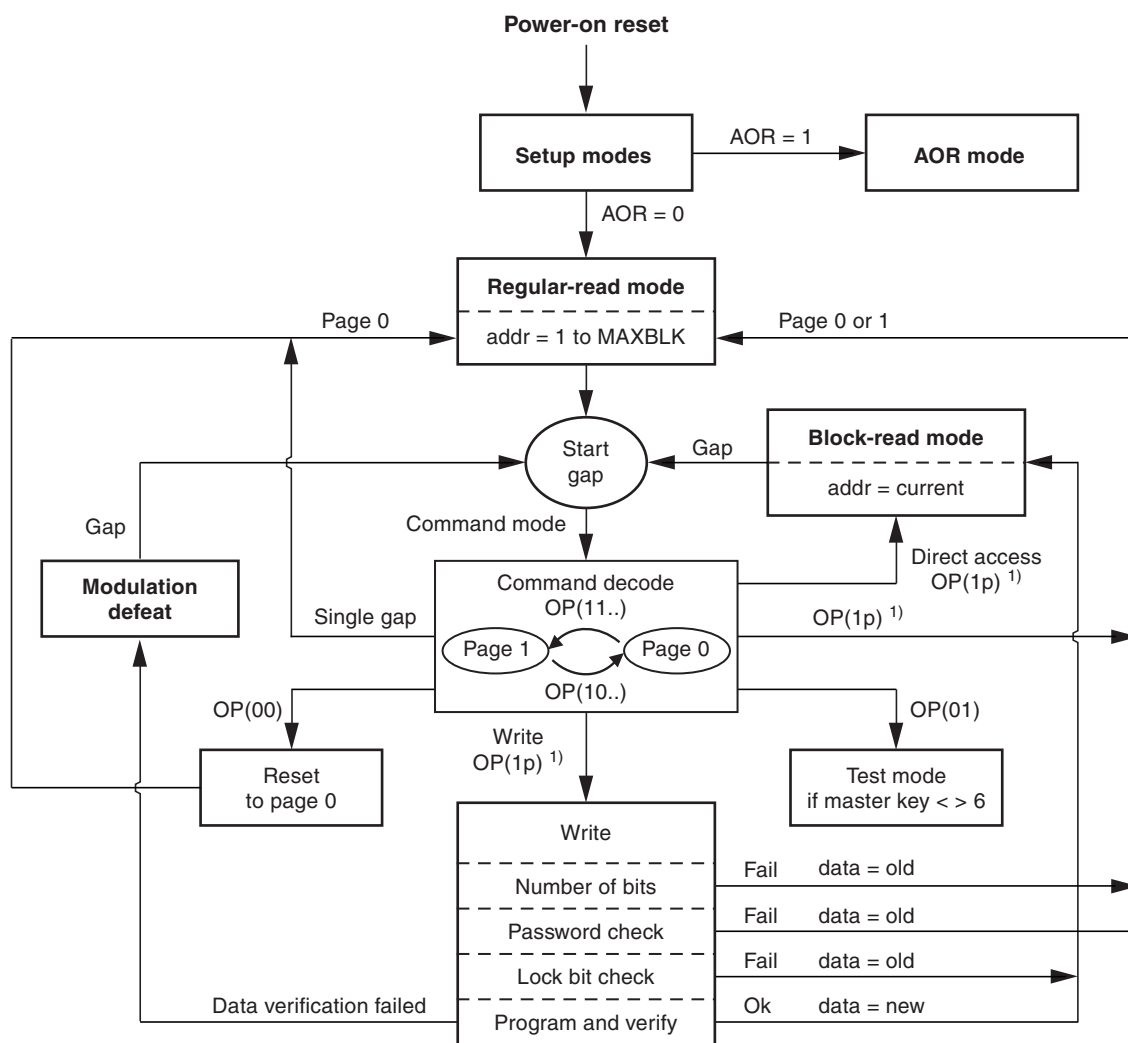 Power-on reset
Setup modes
AOR = 1
AOR mode
AOR = 0
Regular-read mode
Page 0
addr = 1 to MAXBLK
Page 0 or 1
Start
gap
Gap
Block-read mode
addr = current
Command mode
Gap
Modulation
defeat
Command decode
OP(11..)
Direct access
OP(1p) 1)
Single gap
Page 1
Page 0
OP(1p) 1)
OP(10..)
OP(00)
OP(01)
Write
OP(1p) 1)
Reset
to page 0
Test mode
if master key < > 6
Write
Number of bits
Fail data = old
Password check
Fail data = old
Lock bit check
Fail data = old
Data verification failed
Program and verify
Ok data = new